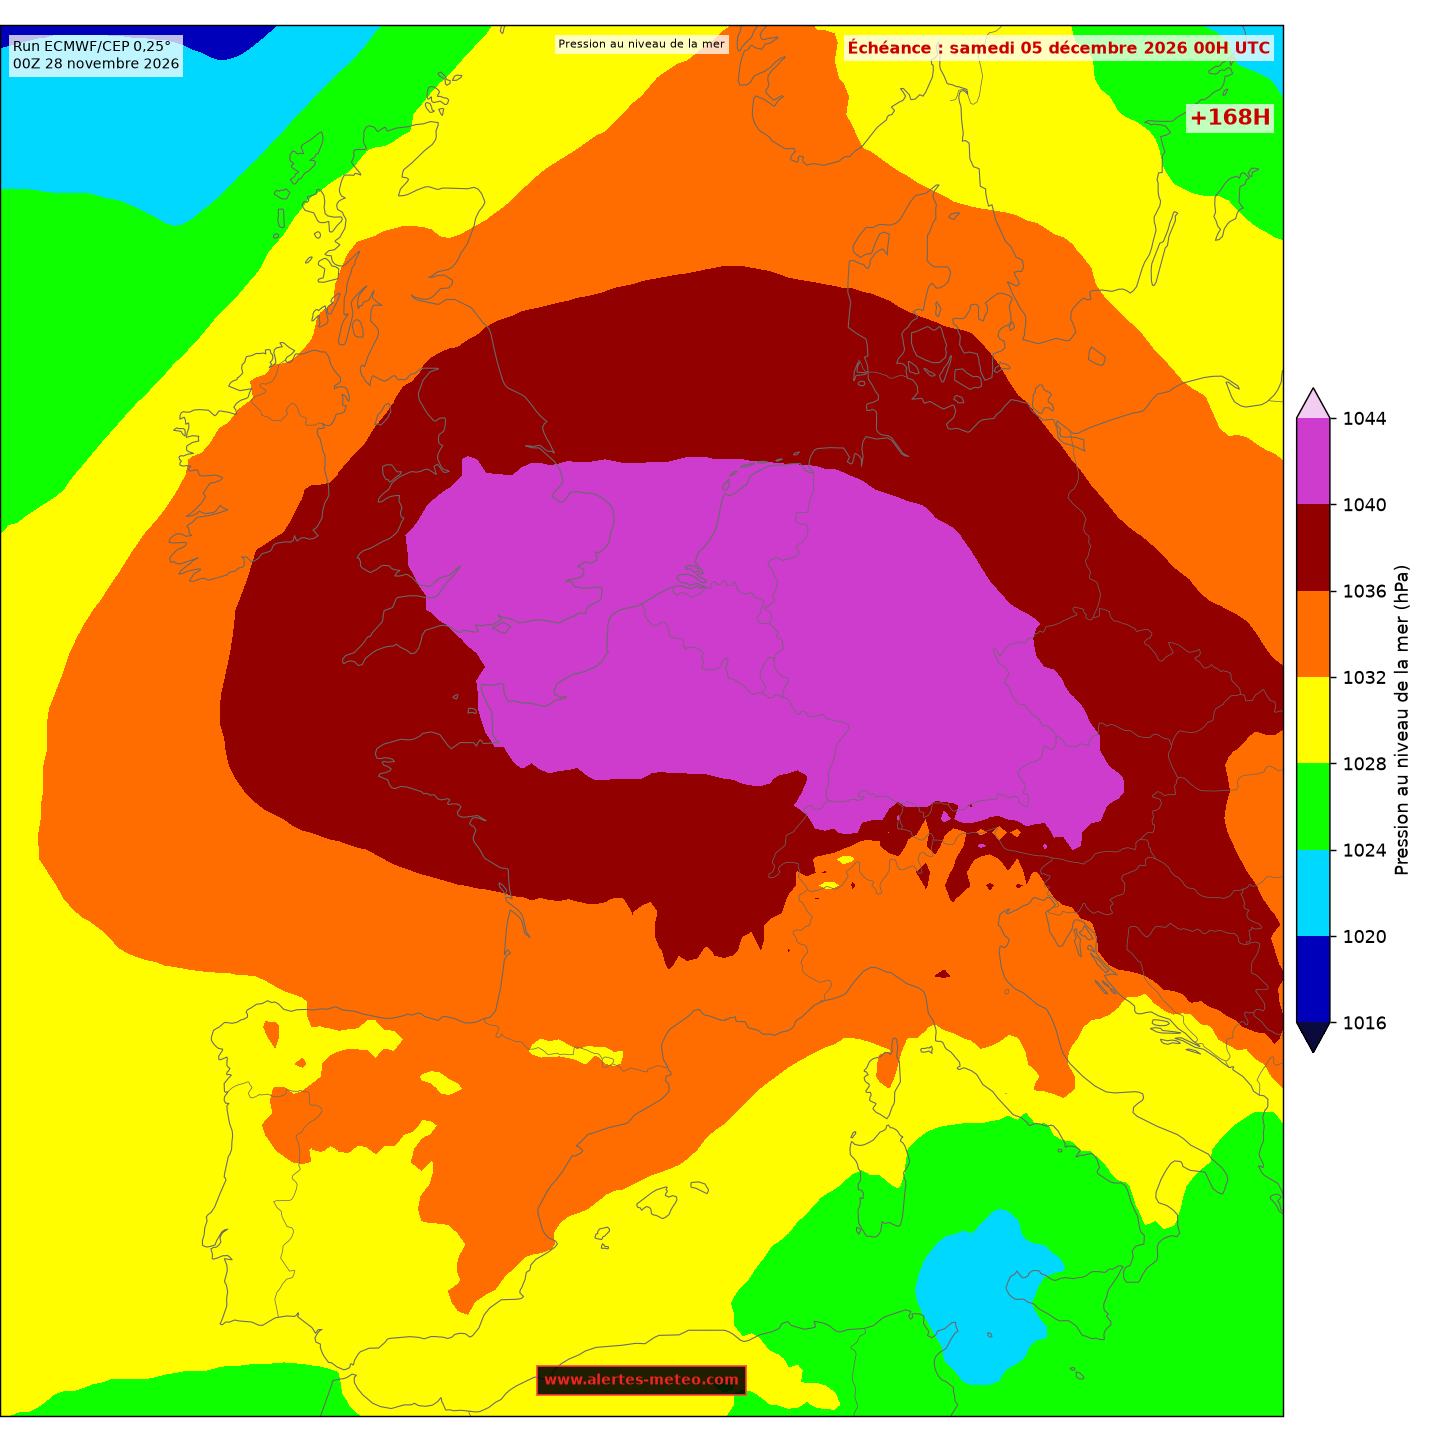 Run ECMWF/CEP 0,25°
00Z 28 novembre 2026
Pression au niveau de la mer
Échéance : samedi 05 décembre 2026 00H UTC
+168H
1044
1040
1036
1032
1028
1024
1020
1016
Pression au niveau de la mer (hPa)
www.alertes-meteo.com